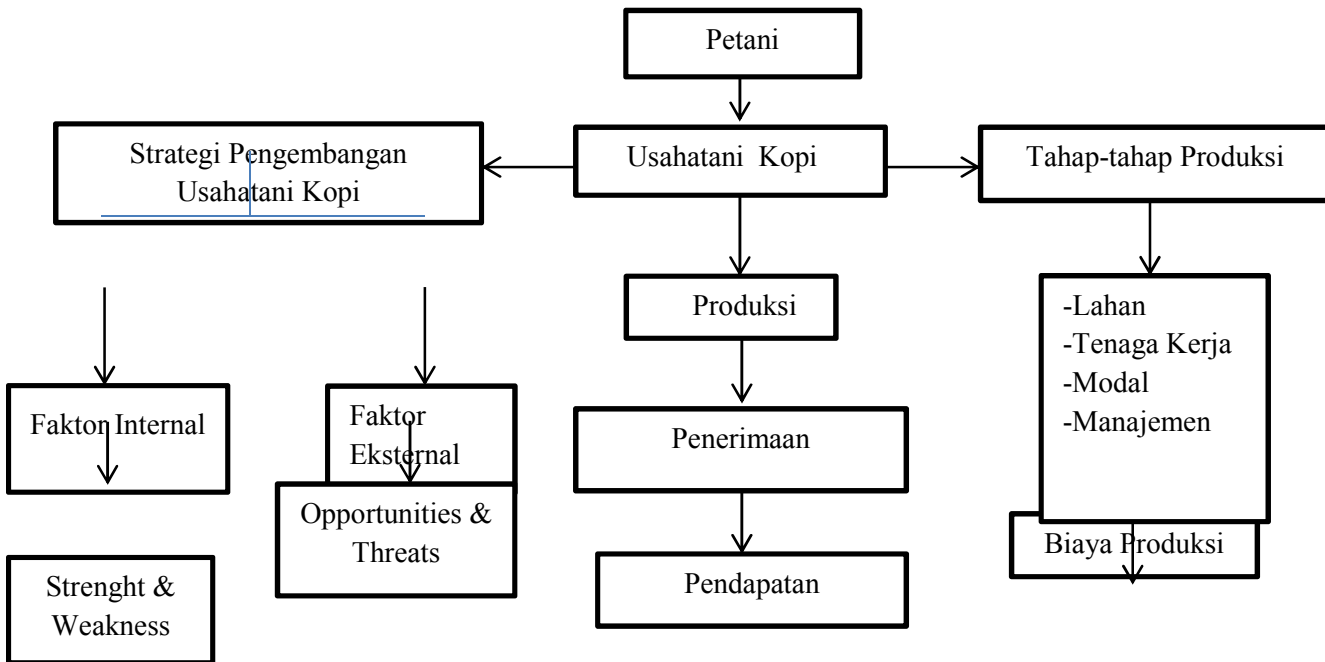 Petani
Strategi Pengembangan
Usahatani Kopi
Usahatani Kopi
Tahap-tahap Produksi
Produksi
-Lahan
-Tenaga Kerja
-Modal
-Manajemen
Faktor Internal
Faktor
Eksternal
Penerimaan
Opportunities &
Threats
Biaya Produksi
Pendapatan
Strenght &
Weakness